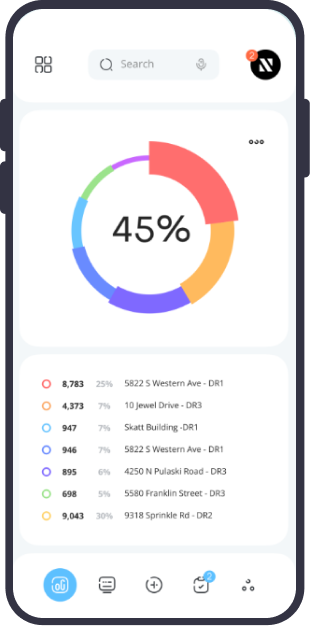 Search
2
45%
8,783 25% 5822 S Western Ave - DR1
4,373 7% 10 Jewel Drive - DR3
947 7% Skatt Building -DR1
946 7% 5822 S Western Ave - DR1
895 6% 4250 N Pulaski Road - DR3
698 5% 5580 Franklin Street - DR3
9,043 30% 9318 Sprinkle Rd - DR2
2